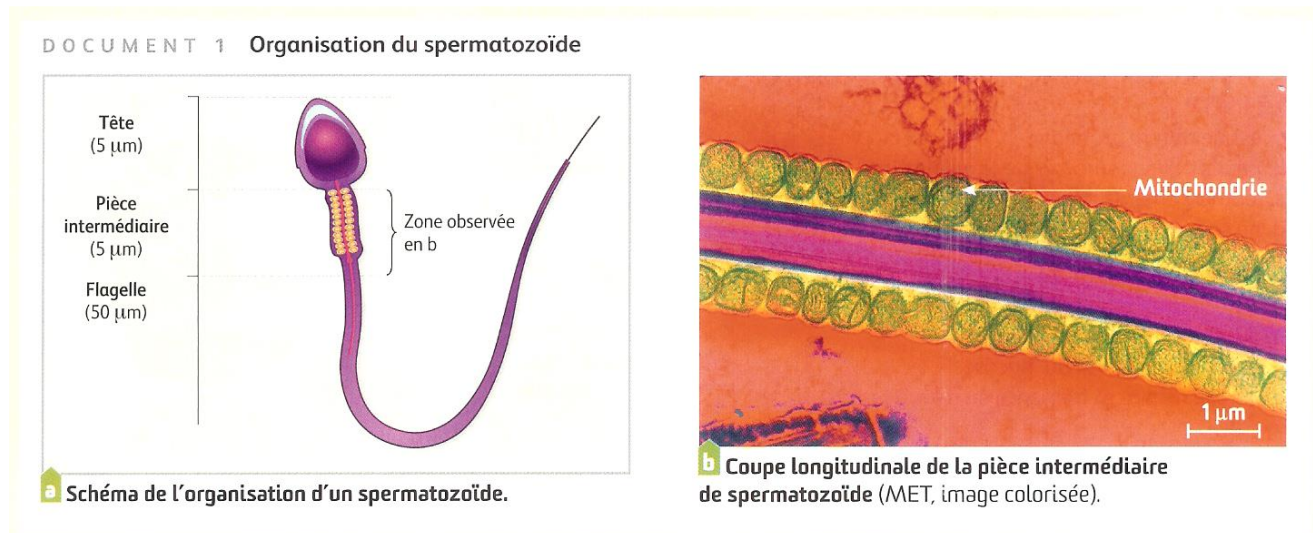 DOCUMENT 1 Organisation du spermatozoïde
Tête
(5 µm)
Pièce
intermédiaire
(5 µm)
Flagelle
(50 µm)
Zone observée
en b
a Schéma de l'organisation d'un spermatozoïde.
Mitochondrie
1 µm
b Coupe longitudinale de la pièce intermédiaire
de spermatozoïde (MET, image colorisée).